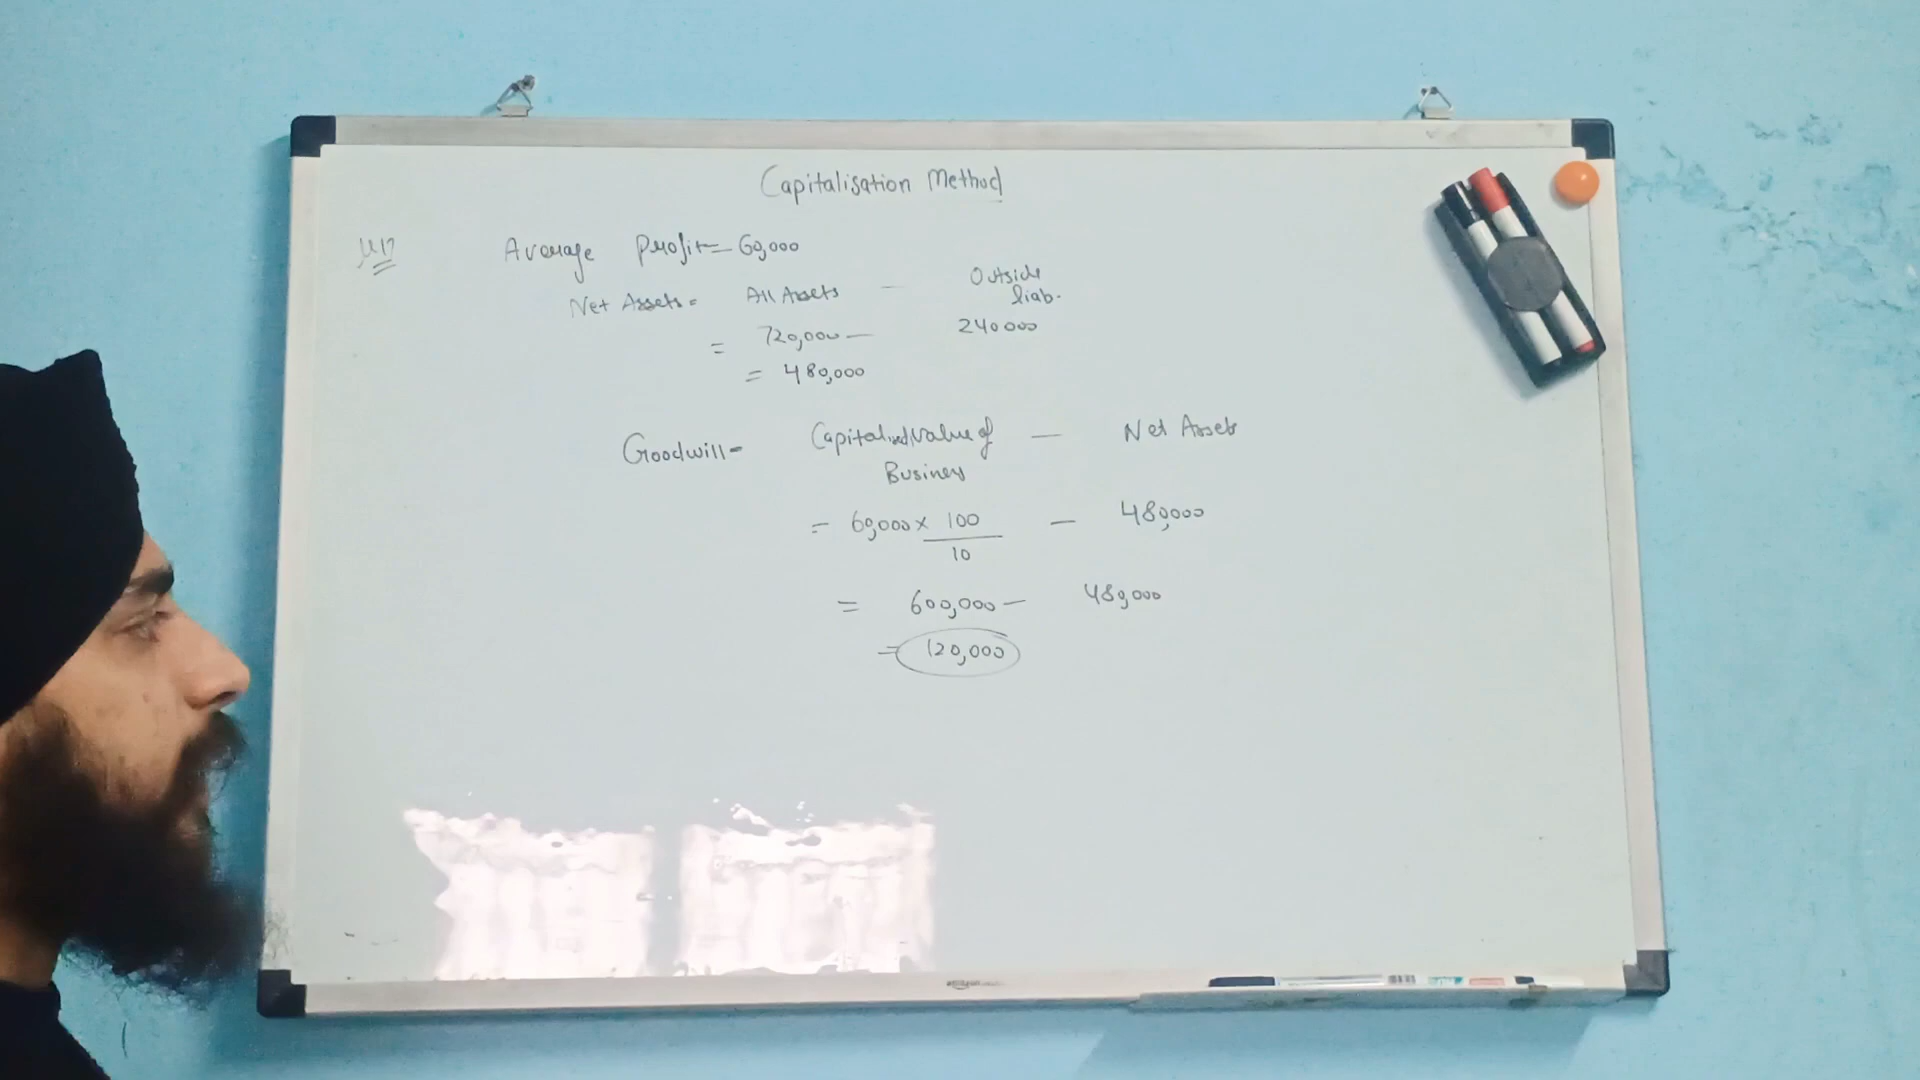 Capitalisation Method
Average Profit = 60,000
Net Assets = All Assets — Outside liab.
= 720,000 — 240000
= 480,000
Goodwill = Capitalised Value of Business — Net Assets
= 60,000 × 100/10 — 480,000
= 600,000 — 480,000
= 120,000